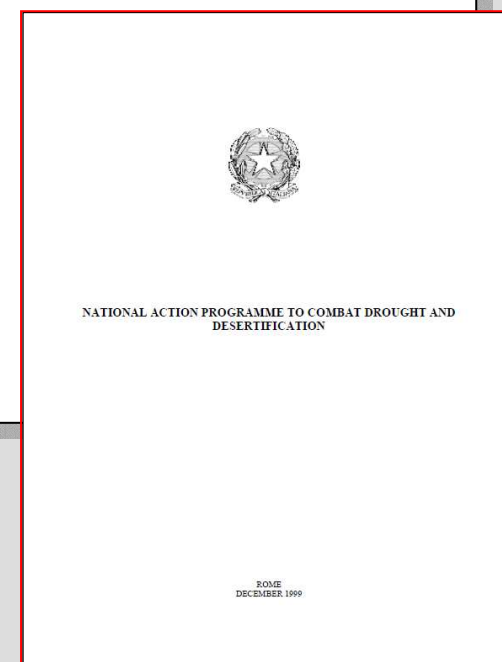 NATIONAL ACTION PROGRAMME TO COMBAT DROUGHT AND
DESERTIFICATION
ROME
DECEMBER 1999